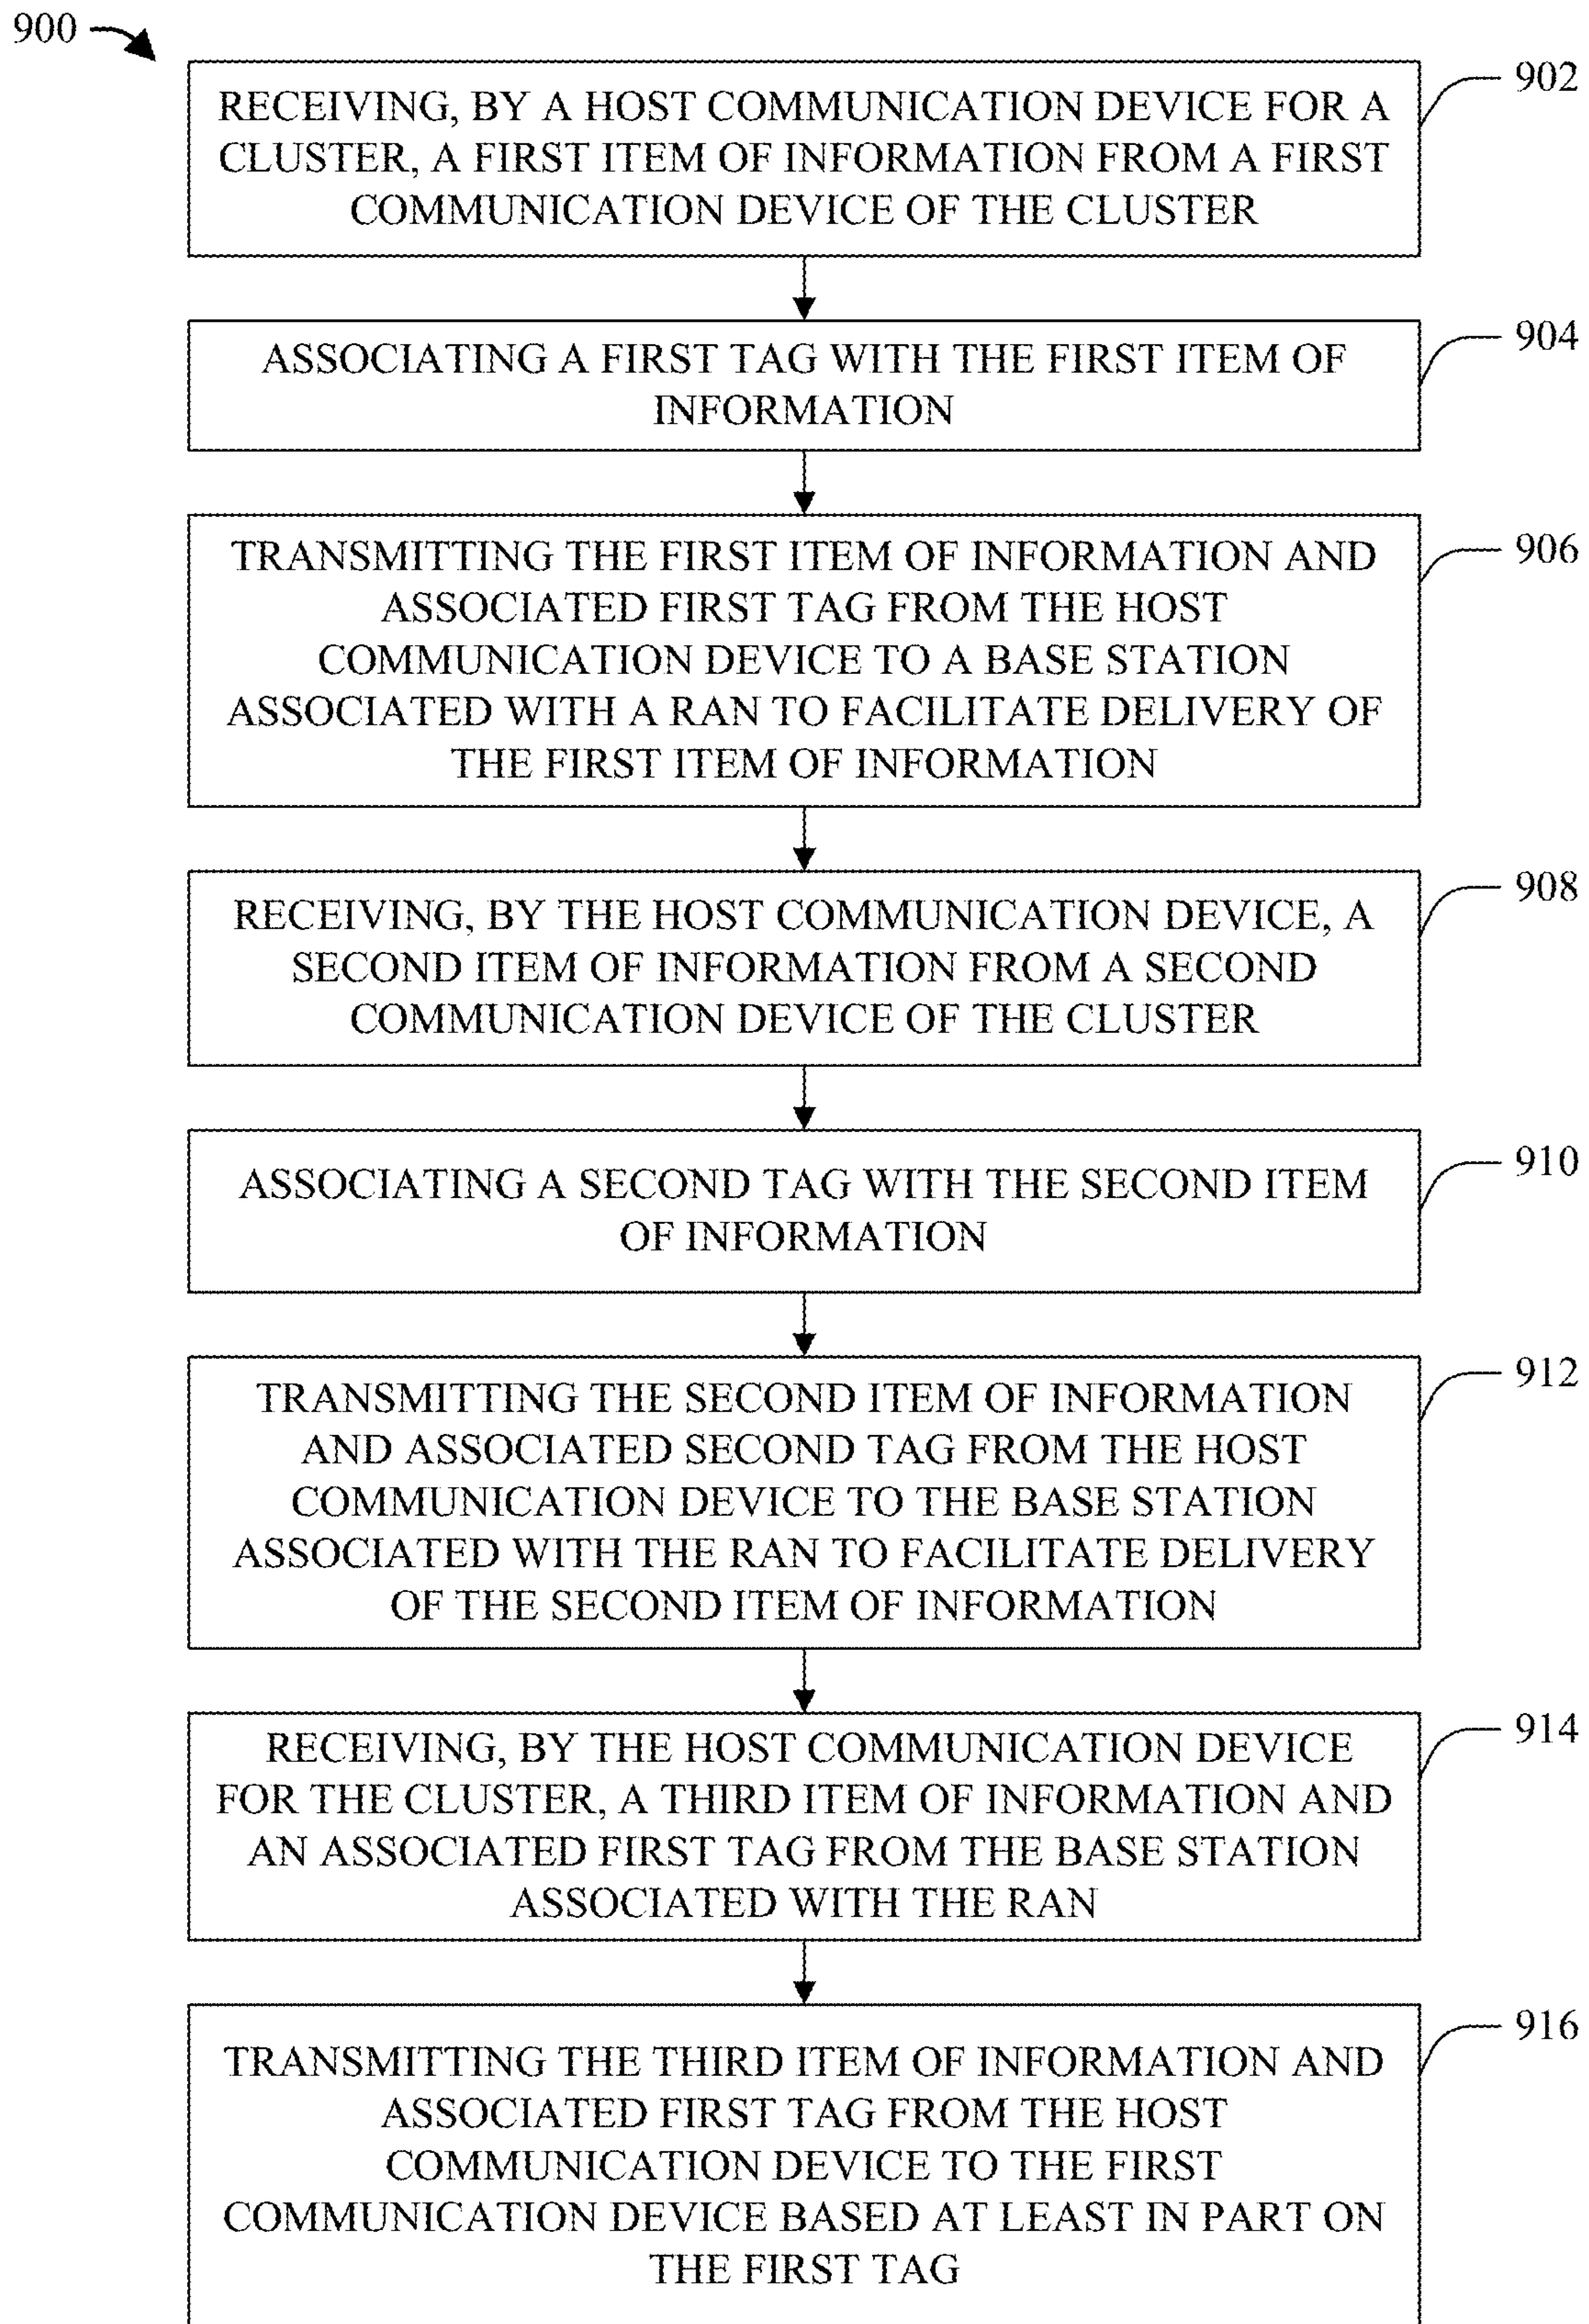 900
RECEIVING, BY A HOST COMMUNICATION DEVICE FOR A
CLUSTER, A FIRST ITEM OF INFORMATION FROM A FIRST
COMMUNICATION DEVICE OF THE CLUSTER
902
ASSOCIATING A FIRST TAG WITH THE FIRST ITEM OF
INFORMATION
904
TRANSMITTING THE FIRST ITEM OF INFORMATION AND
ASSOCIATED FIRST TAG FROM THE HOST
COMMUNICATION DEVICE TO A BASE STATION
ASSOCIATED WITH A RAN TO FACILITATE DELIVERY OF
THE FIRST ITEM OF INFORMATION
906
RECEIVING, BY THE HOST COMMUNICATION DEVICE, A
SECOND ITEM OF INFORMATION FROM A SECOND
COMMUNICATION DEVICE OF THE CLUSTER
908
ASSOCIATING A SECOND TAG WITH THE SECOND ITEM
OF INFORMATION
910
TRANSMITTING THE SECOND ITEM OF INFORMATION
AND ASSOCIATED SECOND TAG FROM THE HOST
COMMUNICATION DEVICE TO THE BASE STATION
ASSOCIATED WITH THE RAN TO FACILITATE DELIVERY
OF THE SECOND ITEM OF INFORMATION
912
RECEIVING, BY THE HOST COMMUNICATION DEVICE
FOR THE CLUSTER, A THIRD ITEM OF INFORMATION AND
AN ASSOCIATED FIRST TAG FROM THE BASE STATION
ASSOCIATED WITH THE RAN
914
TRANSMITTING THE THIRD ITEM OF INFORMATION AND
ASSOCIATED FIRST TAG FROM THE HOST
COMMUNICATION DEVICE TO THE FIRST
COMMUNICATION DEVICE BASED AT LEAST IN PART ON
THE FIRST TAG
916